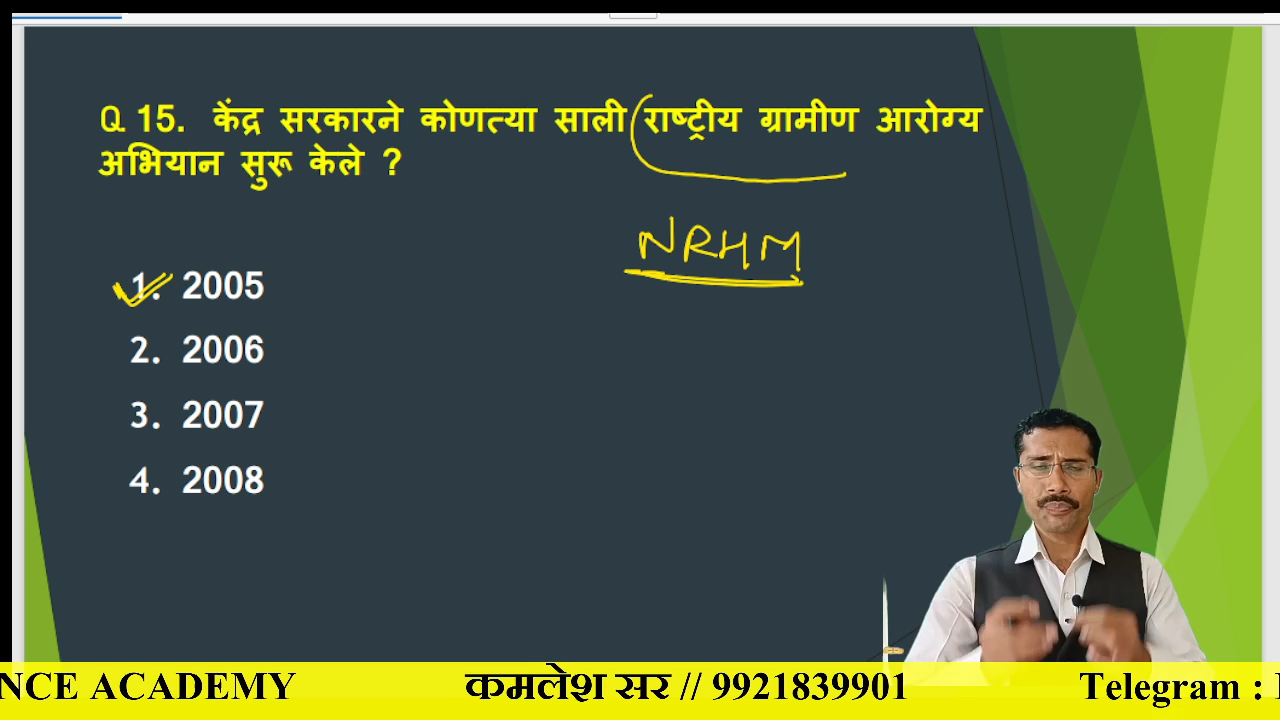 Q. 15. केंद्र सरकारने कोणत्या साली राष्ट्रीय ग्रामीण आरोग्य
अभियान सुरू केले ?
NRHM
1. 2005
2. 2006
3. 2007
4. 2008
NCE ACADEMY कमलेश सर // 9921839901 Telegram :